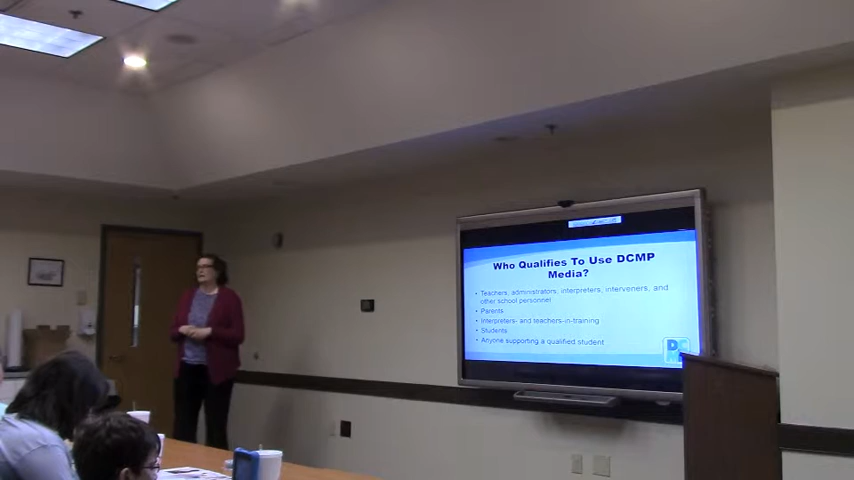 Who Qualifies To Use DCMP
Media?
• Teachers, administrators, interpreters, interveners, and
other school personnel
• Parents
• Interpreters- and teachers-in-training
• Students
• Anyone supporting a qualified student